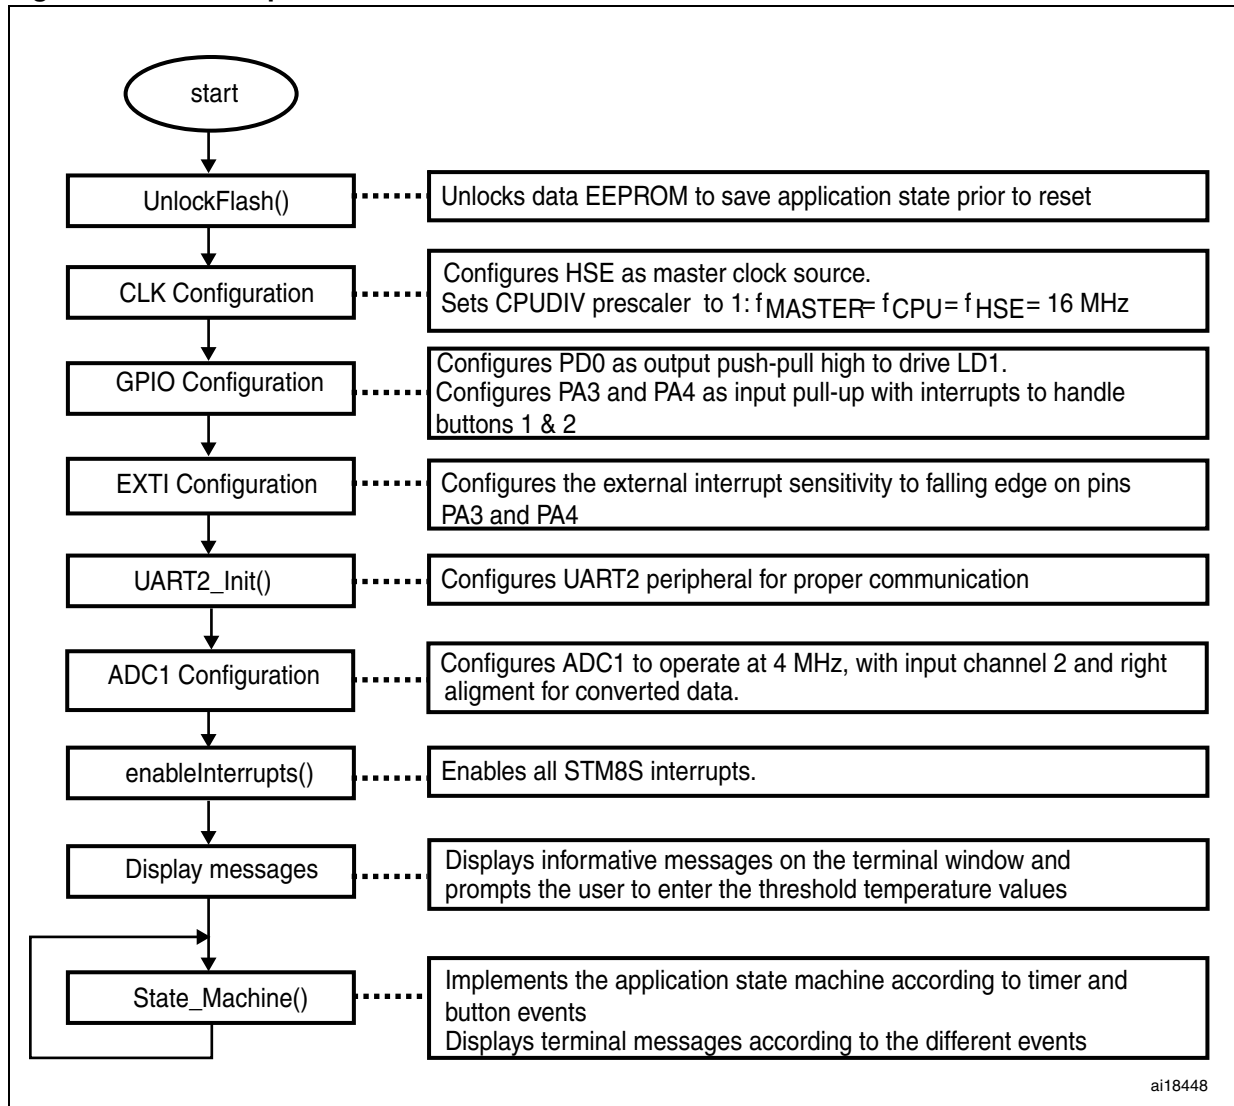 start
UnlockFlash()
Unlocks data EEPROM to save application state prior to reset
CLK Configuration
Configures HSE as master clock source.
Sets CPUDIV prescaler to 1: fMASTER= fCPU= fHSE= 16 MHz
GPIO Configuration
Configures PD0 as output push-pull high to drive LD1.
Configures PA3 and PA4 as input pull-up with interrupts to handle
buttons 1 & 2
EXTI Configuration
Configures the external interrupt sensitivity to falling edge on pins
PA3 and PA4
UART2_Init()
Configures UART2 peripheral for proper communication
ADC1 Configuration
Configures ADC1 to operate at 4 MHz, with input channel 2 and right
aligment for converted data.
enableInterrupts()
Enables all STM8S interrupts.
Display messages
Displays informative messages on the terminal window and
prompts the user to enter the threshold temperature values
State_Machine()
Implements the application state machine according to timer and
button events
Displays terminal messages according to the different events
ai18448